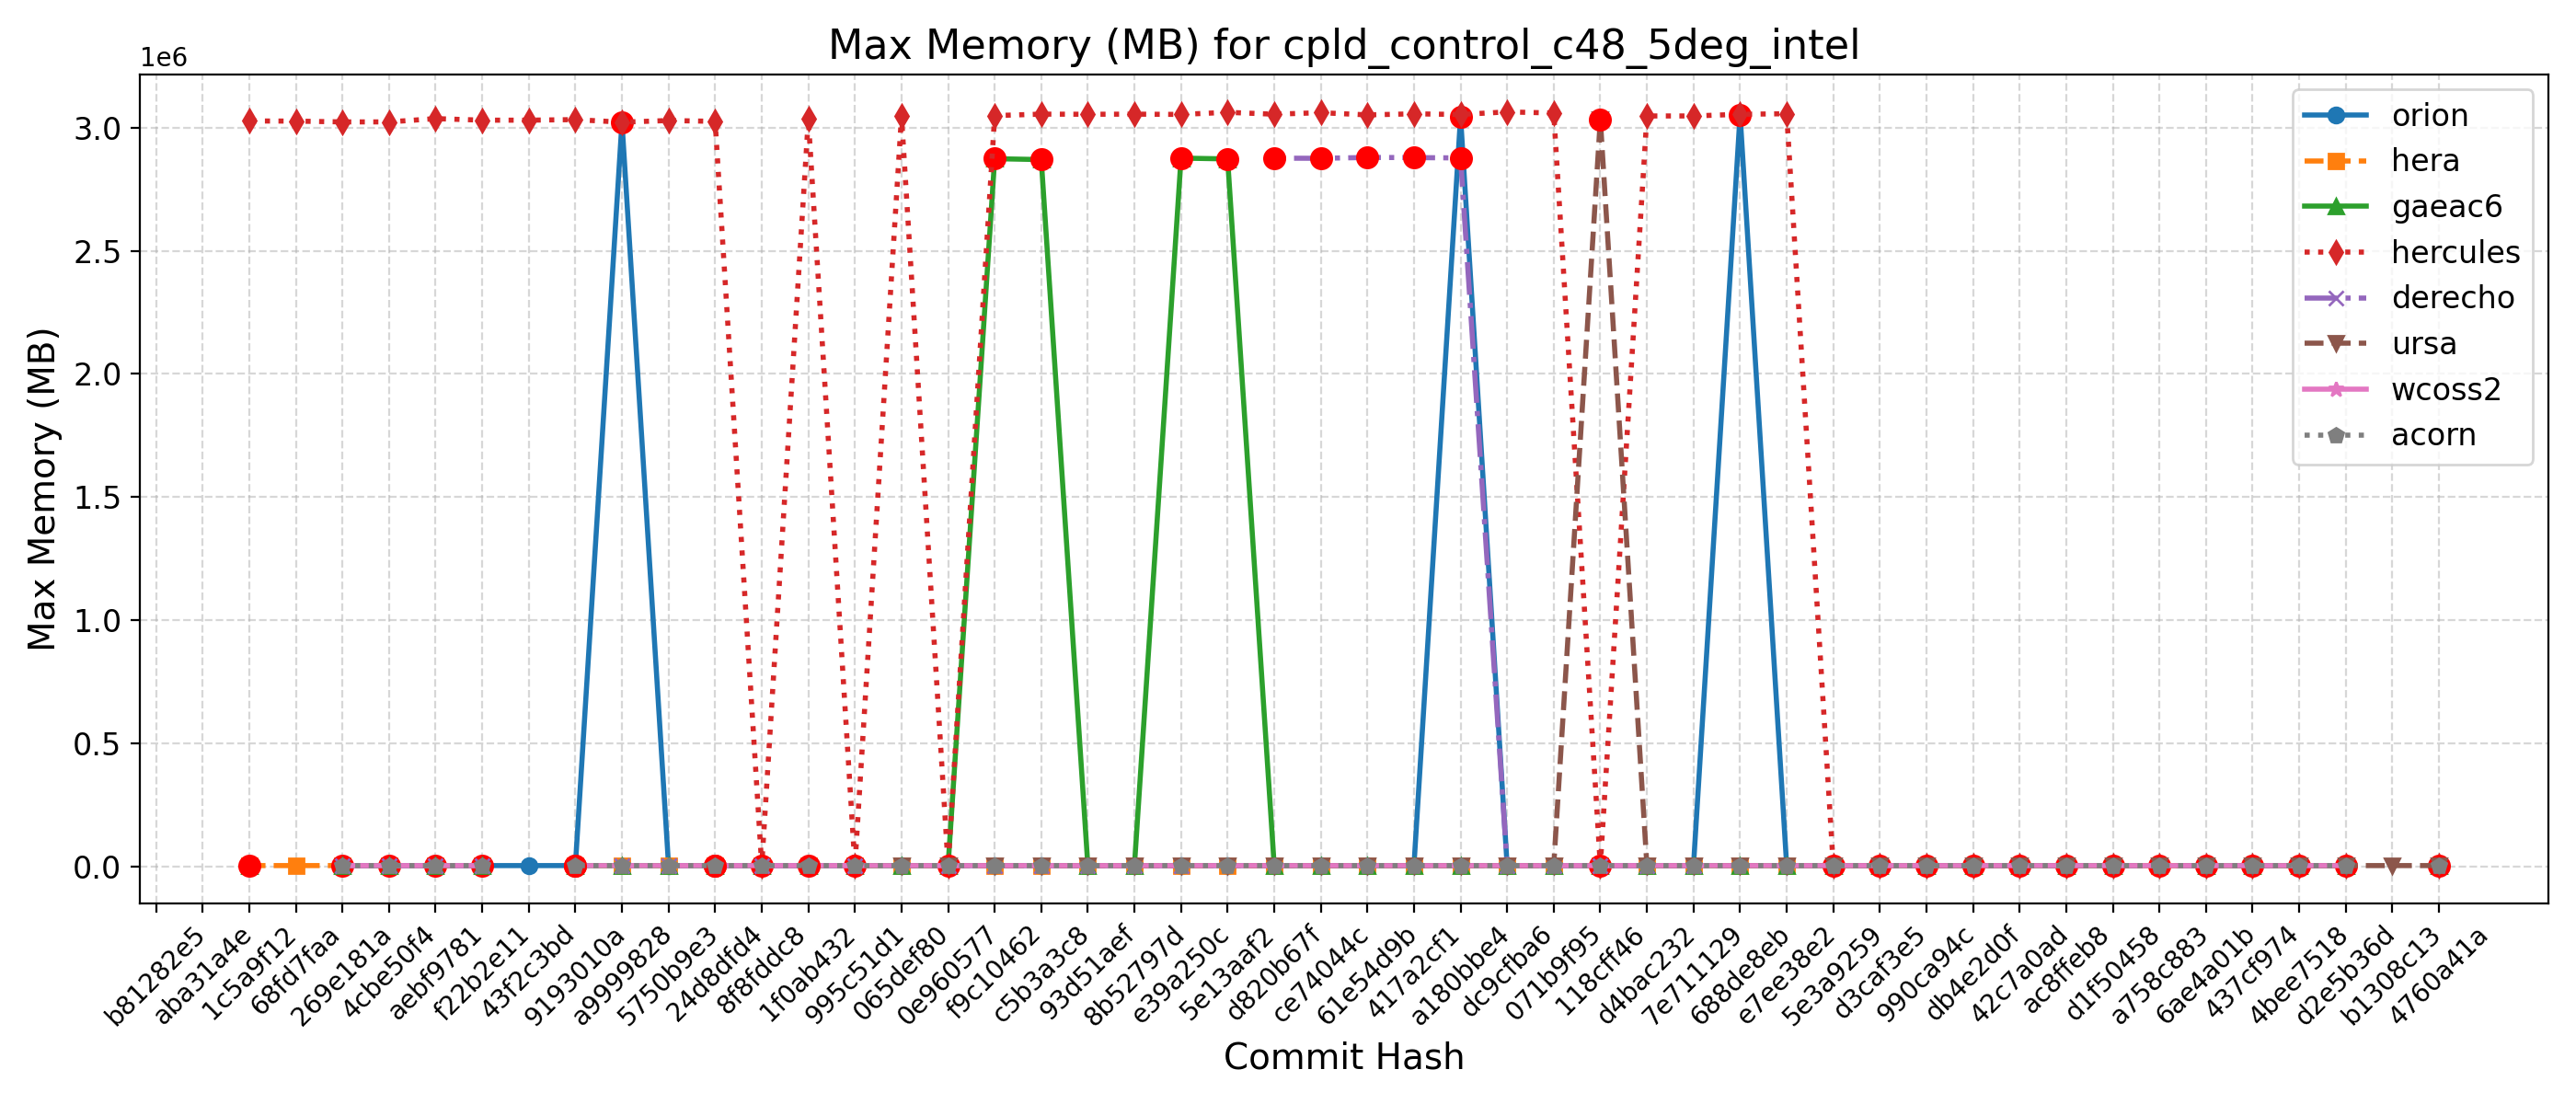 Max Memory (MB) for cpld_control_c48_5deg_intel
1e6
3.0
2.5
2.0
1.5
1.0
0.5
0.0
Max Memory (MB)
orion
hera
gaeac6
hercules
derecho
ursa
wcoss2
acorn
b81282e5
aba31a4e
1c5a9f12
68fd7faa
269e181a
4cbe50f4
aebf9781
f22b2e11
43f2c3bd
9193010a
a9999828
5750b9e3
24d8dfd4
8f8fddc8
1f0ab432
995c51d1
065def80
0e960577
f9c10462
c5b3a3c8
93d51aef
8b52797d
e39a250c
5e13aaf2
d820b67f
ce74044c
61e54d9b
417a2cf1
a180bbe4
dc9cfba6
071b9f95
118cff46
d4bac232
7e711129
688de8eb
e7ee38e2
5e3a9259
d3caf3e5
990ca94c
db4e2d0f
42c7a0ad
ac8ffeb8
d1f50458
a758c883
6ae4a01b
437cf974
4bee7518
d2e5b36d
b1308c13
4760a41a
Commit Hash